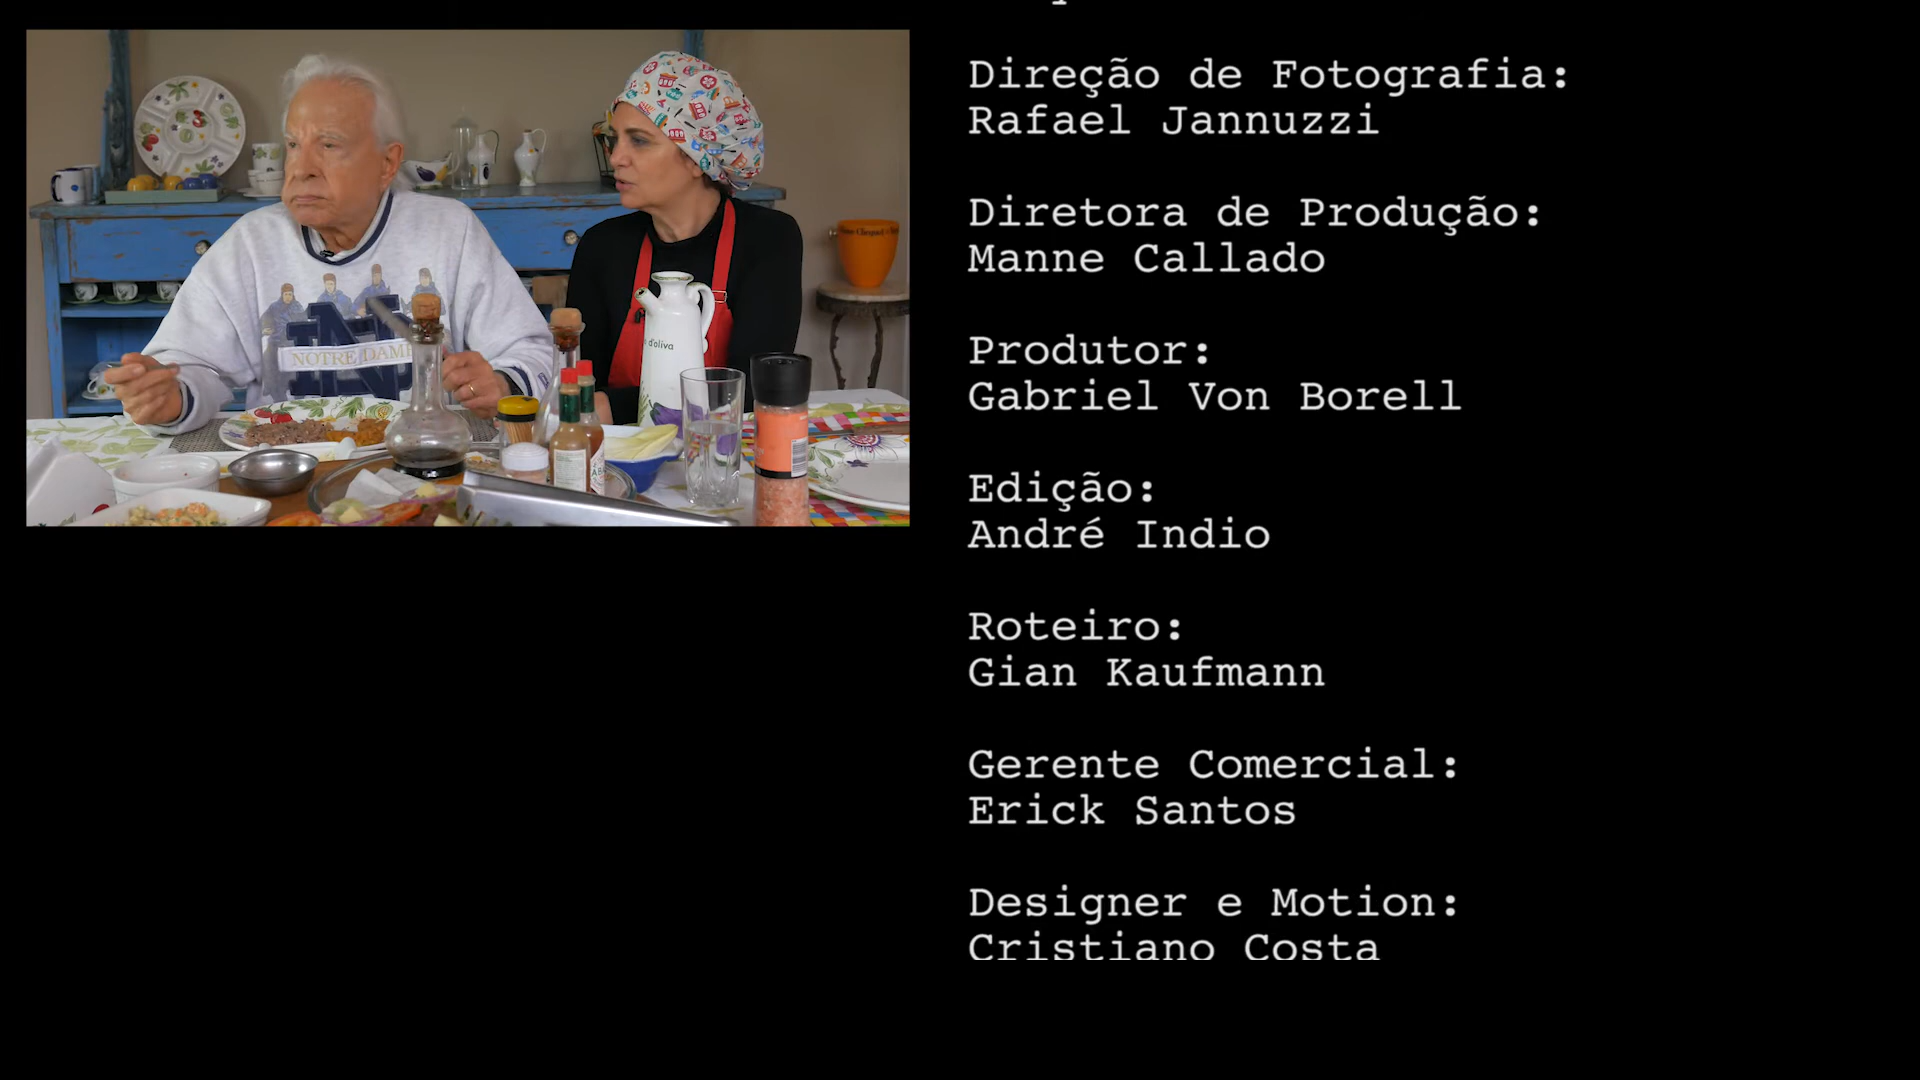 NOTRE DAME
d'oliva
Direção de Fotografia:
Rafael Jannuzzi
Diretora de Produção:
Manne Callado
Produtor:
Gabriel Von Borell
Edição:
André Indio
Roteiro:
Gian Kaufmann
Gerente Comercial:
Erick Santos
Designer e Motion:
Cristiano Costa